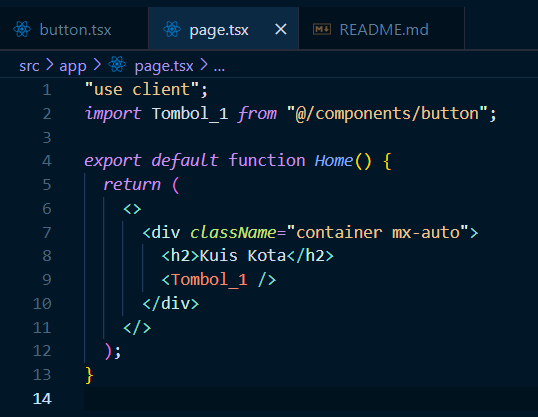 button.tsx page.tsx × README.md
src > app > page.tsx > ...
1 "use client";
2 import Tombol_1 from "@/components/button";
3
4 export default function Home() {
5   return (
6     <>
7       <div className="container mx-auto">
8         <h2>Kuis Kota</h2>
9         <Tombol_1 />
10       </div>
11     </>
12   );
13 }
14